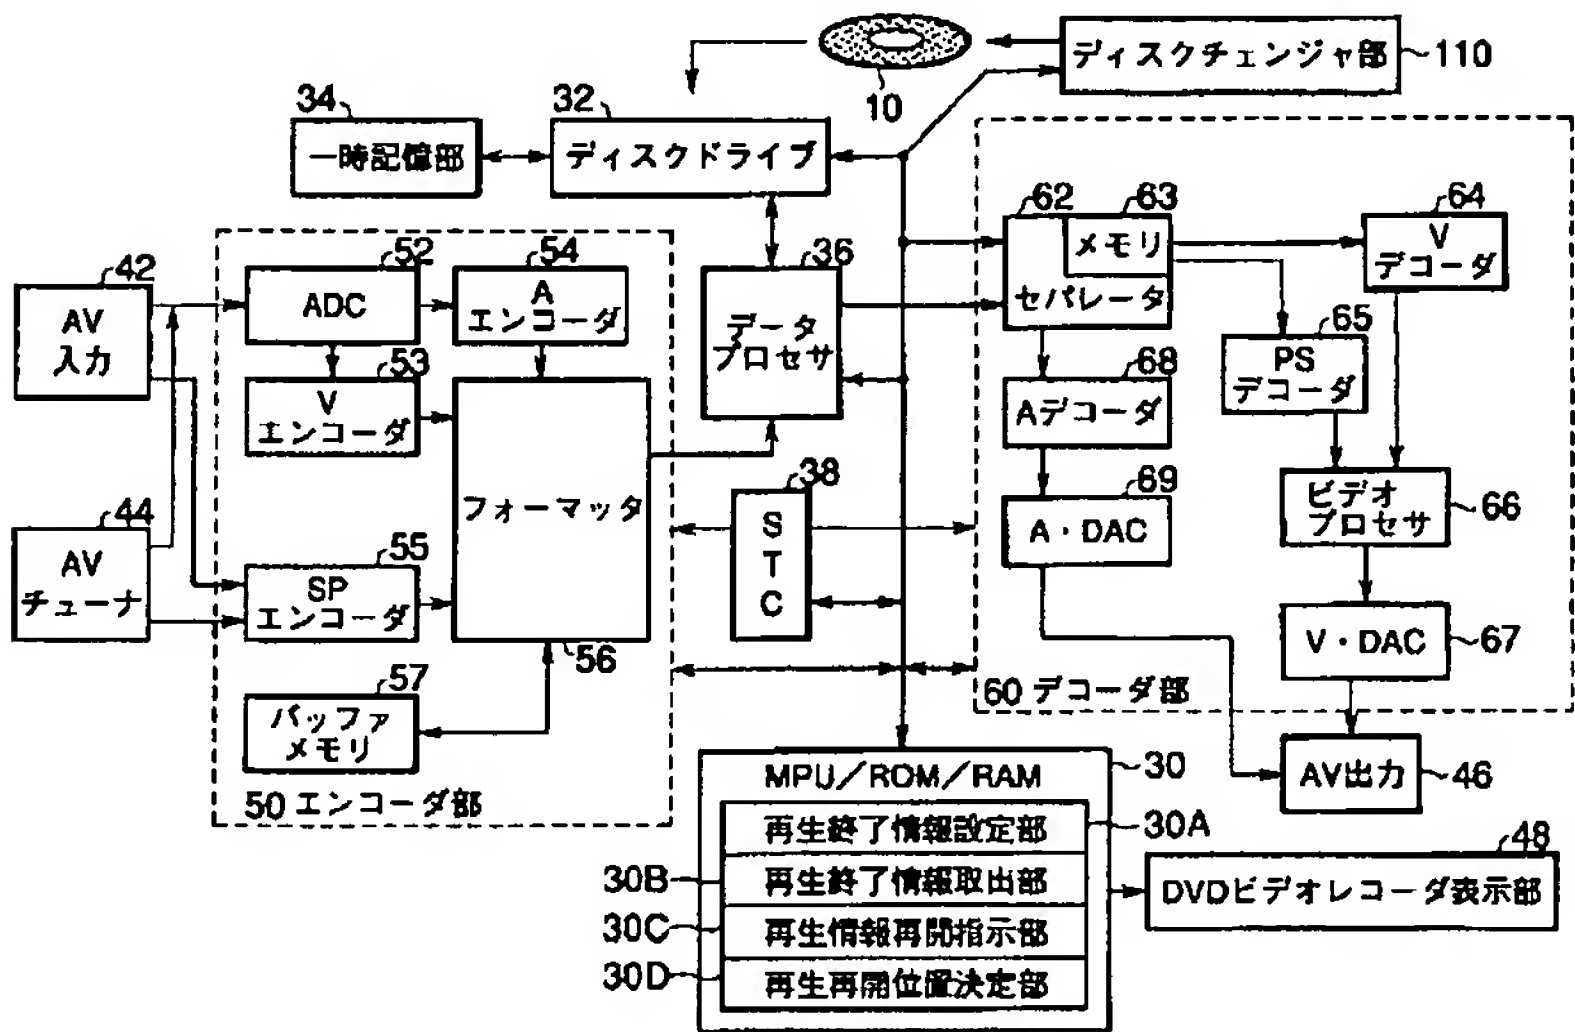 ディスクチェンジャ部
110
10
34
一時記憶部
32
ディスクドライブ
42
AV
入力
44
AV
チューナ
52
ADC
54
A
エンコーダ
53
V
エンコーダ
55
SP
エンコーダ
フォーマッタ
56
57
バッファ
メモリ
50 エンコーダ部
36
データ
プロセサ
38
S
T
C
62
63
メモリ
セパレータ
64
V
デコーダ
65
PS
デコーダ
68
Aデコーダ
69
A・DAC
ビデオ
プロセサ
66
V・DAC
67
60 デコーダ部
AV出力
46
MPU/ROM/RAM
30
再生終了情報設定部
30A
30B
再生終了情報取出部
30C
再生情報再開指示部
30D
再生再開位置決定部
48
DVDビデオレコーダ表示部